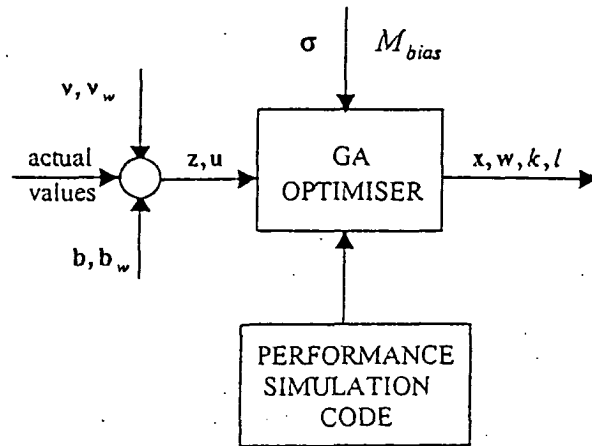 σ M_bias
v, v_w
actual
values
z, u
GA
OPTIMISER
x, w, k, l
b, b_w
PERFORMANCE
SIMULATION
CODE